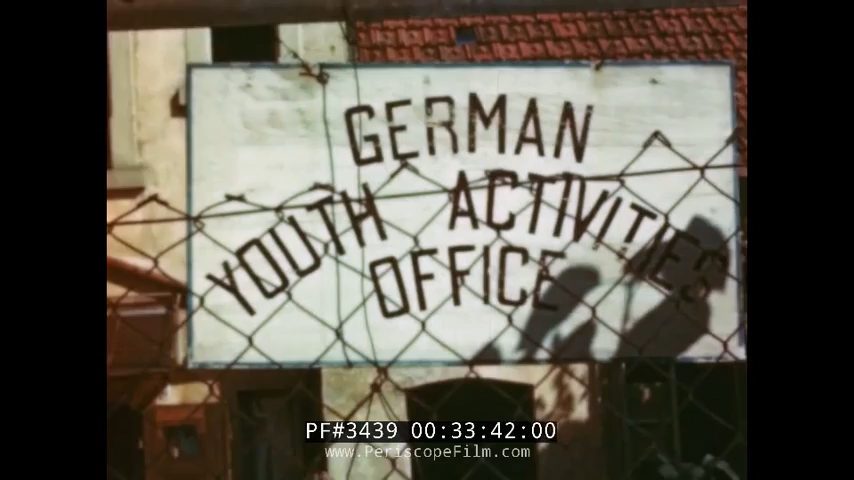 GERMAN
YOUTH ACTIVITIES
OFFICE
PF#3439 00:33:42:00
www.PeriscopeFilm.com